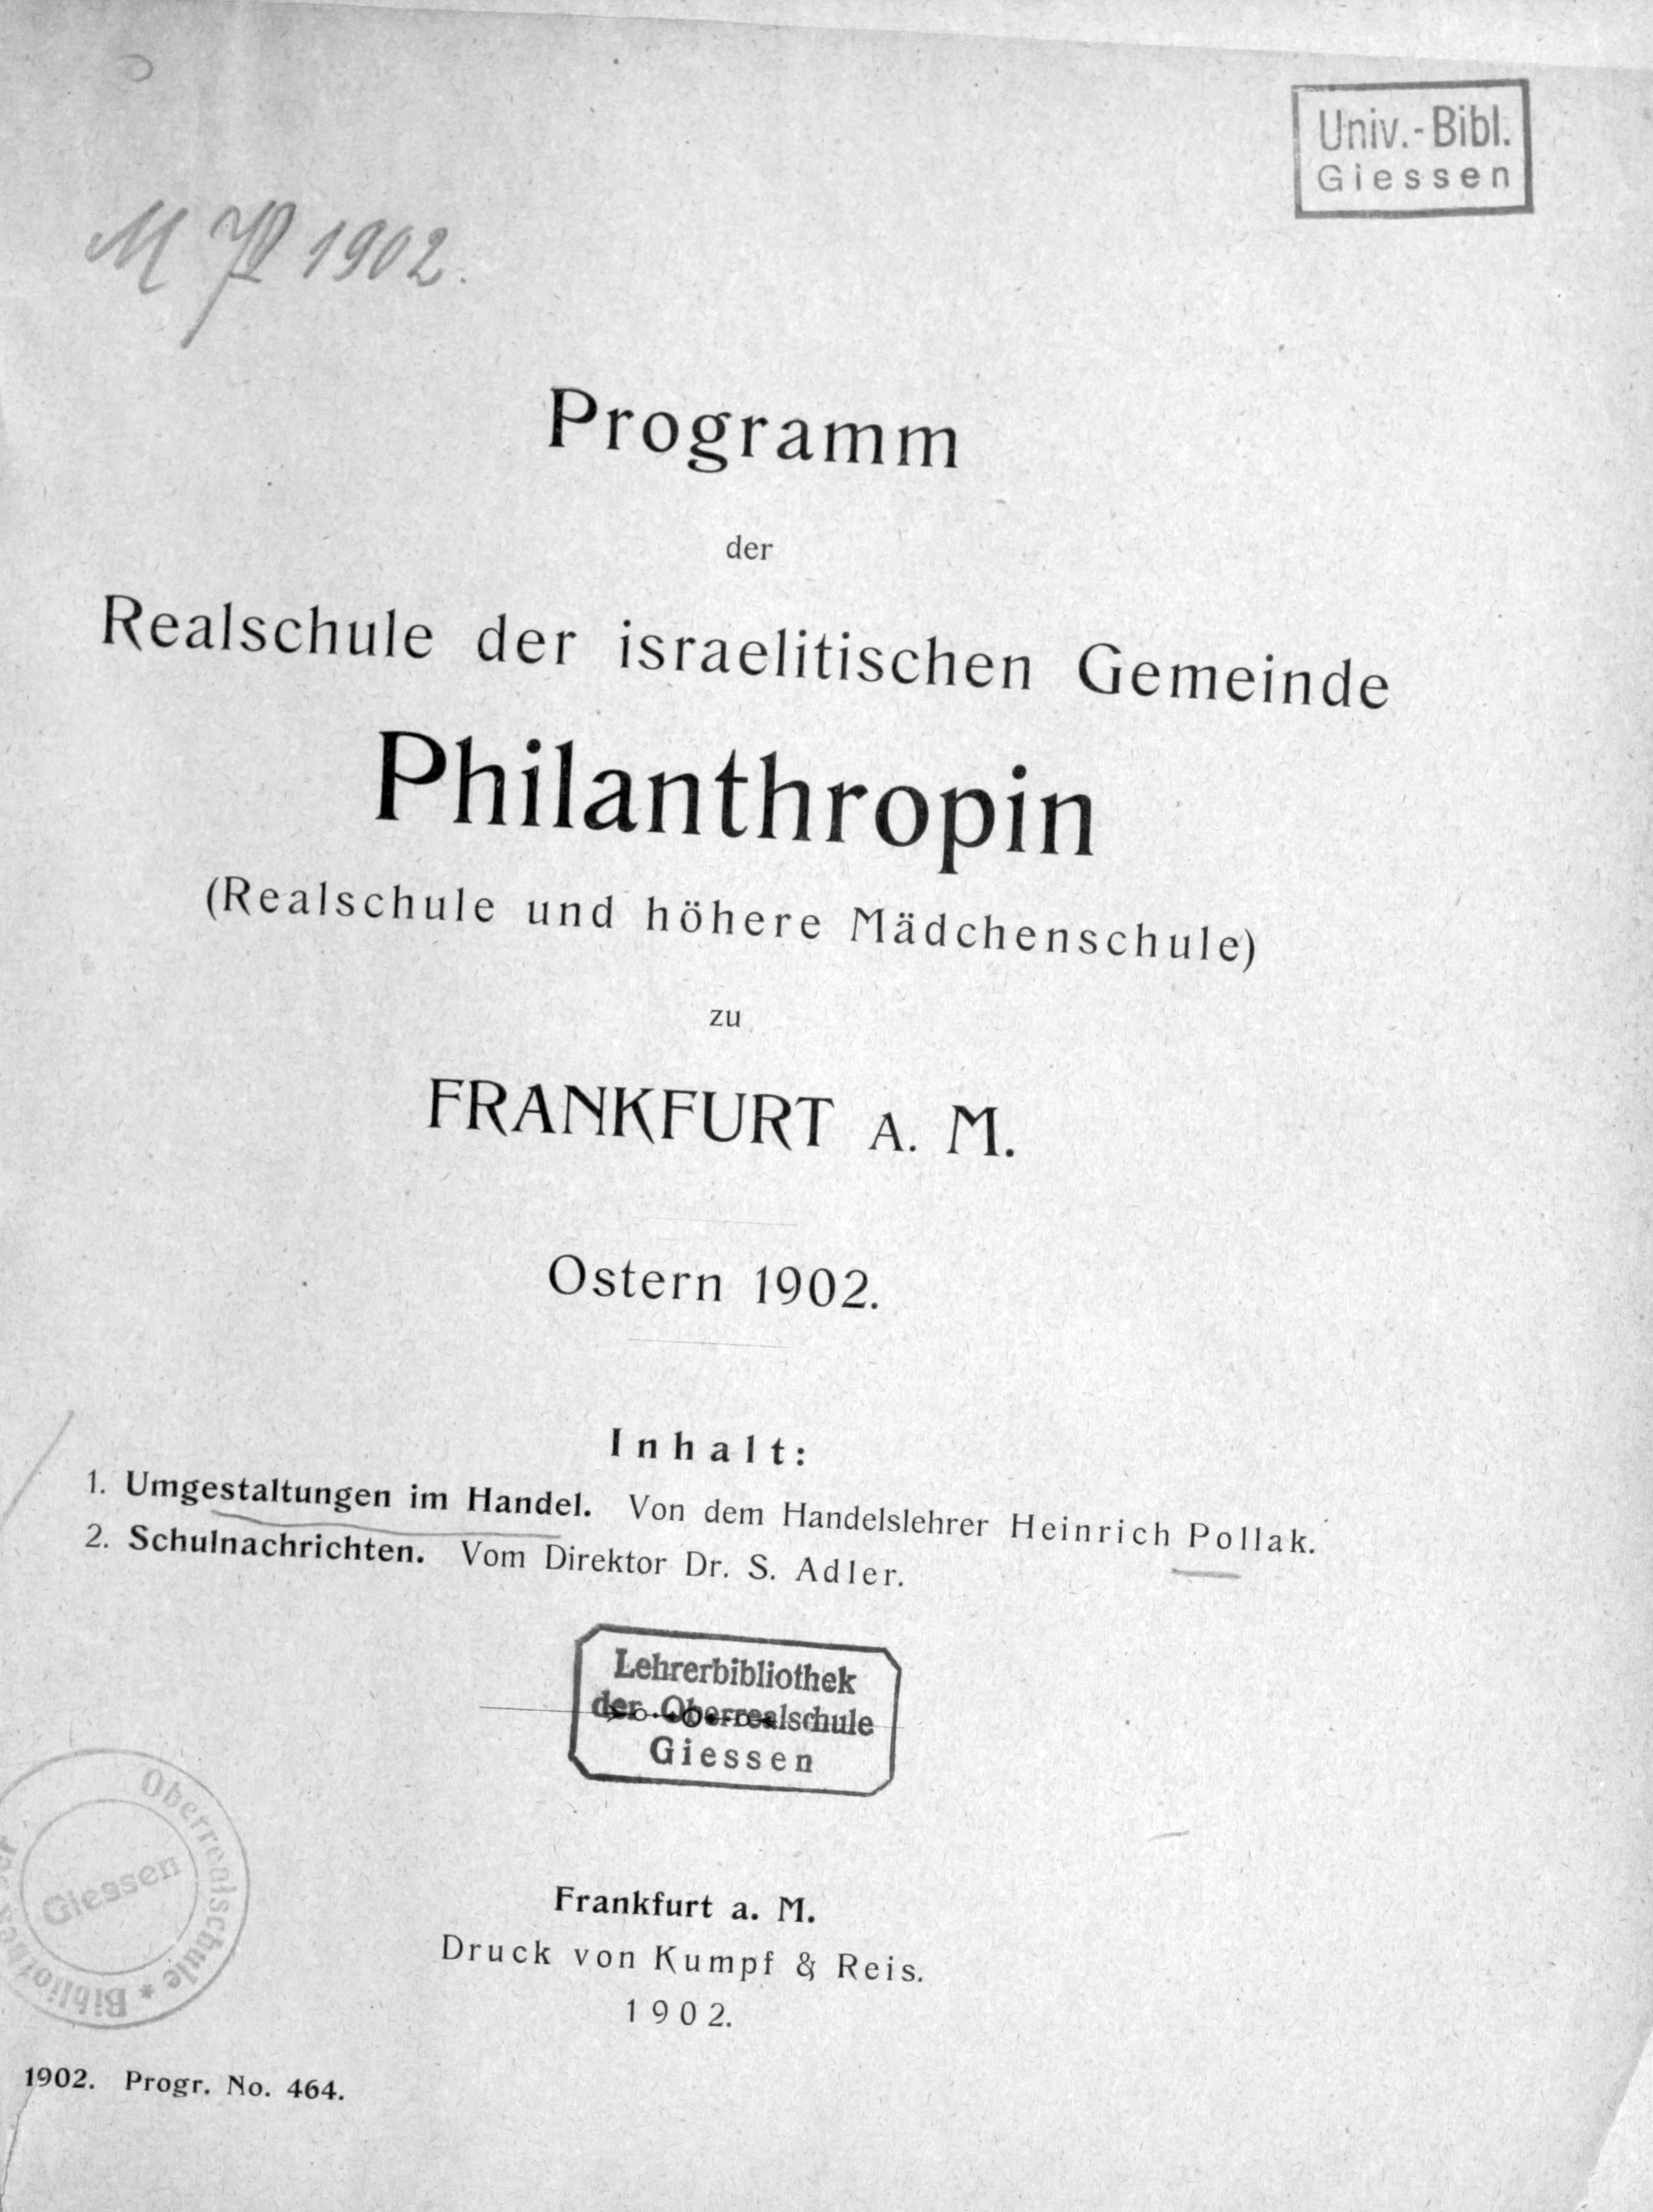 Univ.-Bibl.
Giessen
1902.
Programm
der
Realschule der israelitischen Gemeinde
Philanthropin
(Realschule und höhere Mädchenschule)
zu
FRANKFURT A. M.
Ostern 1902.
Inhalt:
1. Umgestaltungen im Handel. Von dem Handelslehrer Heinrich Pollak.
2. Schulnachrichten. Vom Direktor Dr. S. Adler.
Lehrerbibliothek
der Oberrealschule
Giessen
Oberrealschule * Bibliothek der
Giessen
Frankfurt a. M.
Druck von Kumpf & Reis.
1902.
1902. Progr. No. 464.